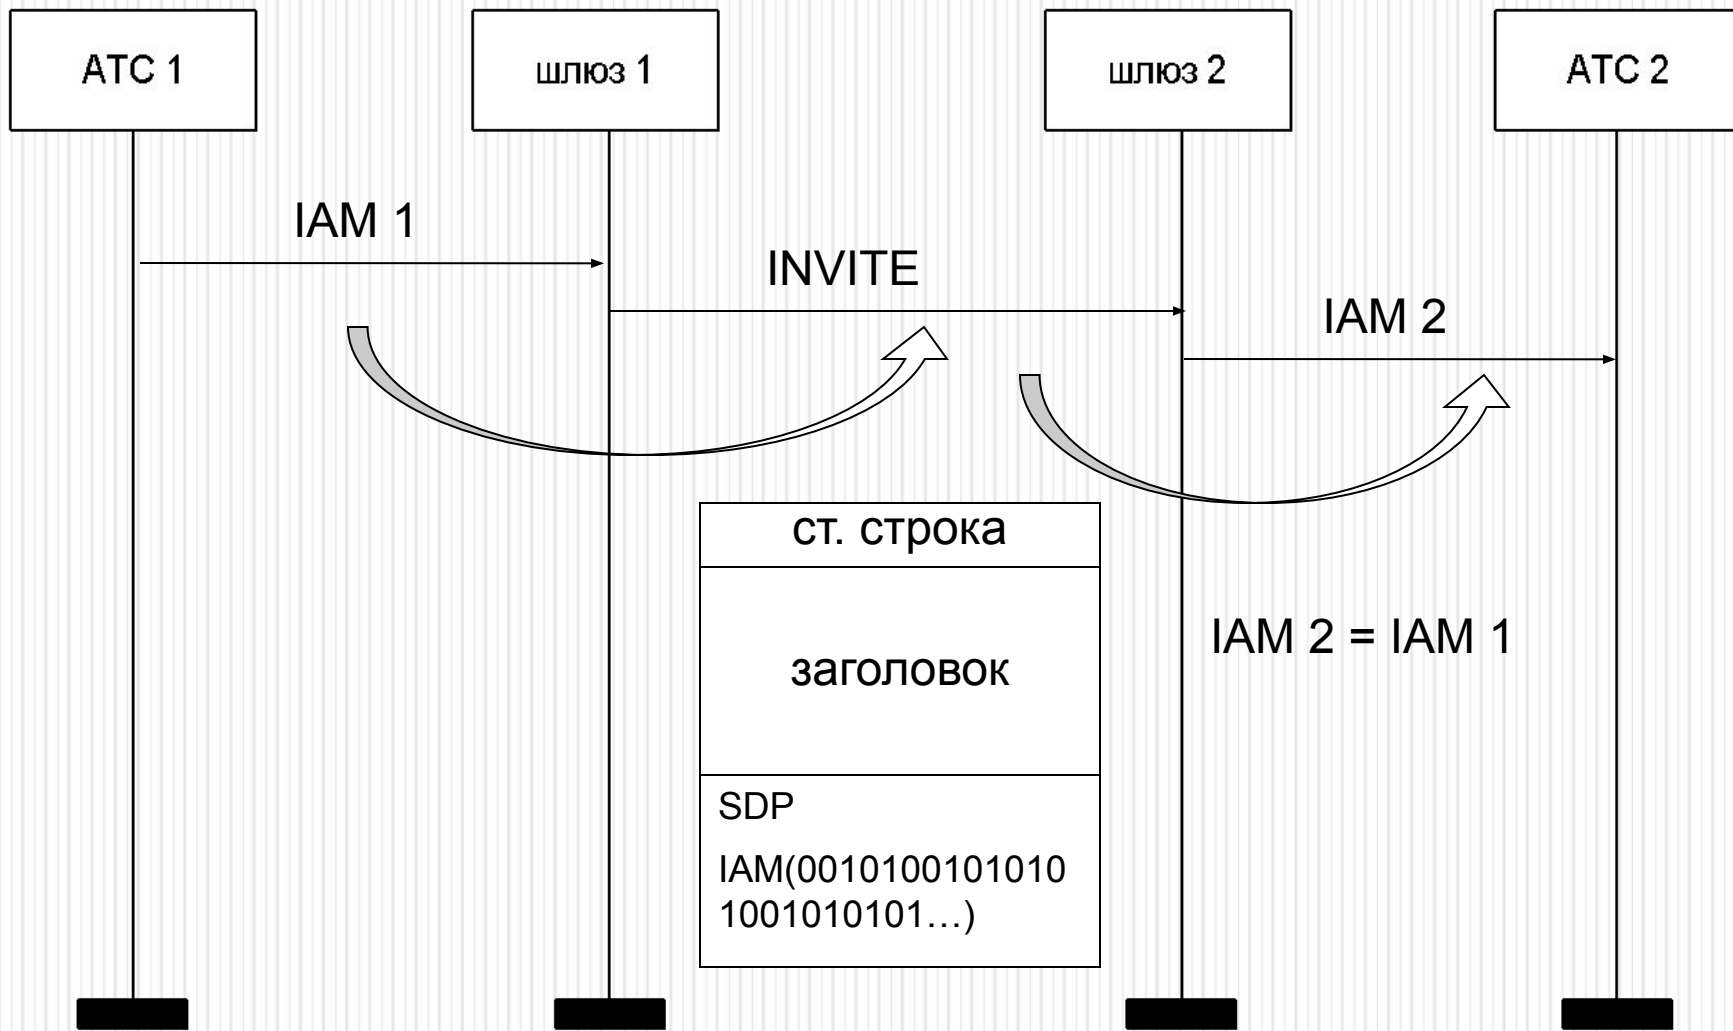 АТС 1
шлюз 1
шлюз 2
АТС 2
IAM 1
INVITE
IAM 2
ст. строка
заголовок
IAM 2 = IAM 1
SDP
IAM(0010100101010
1001010101…)